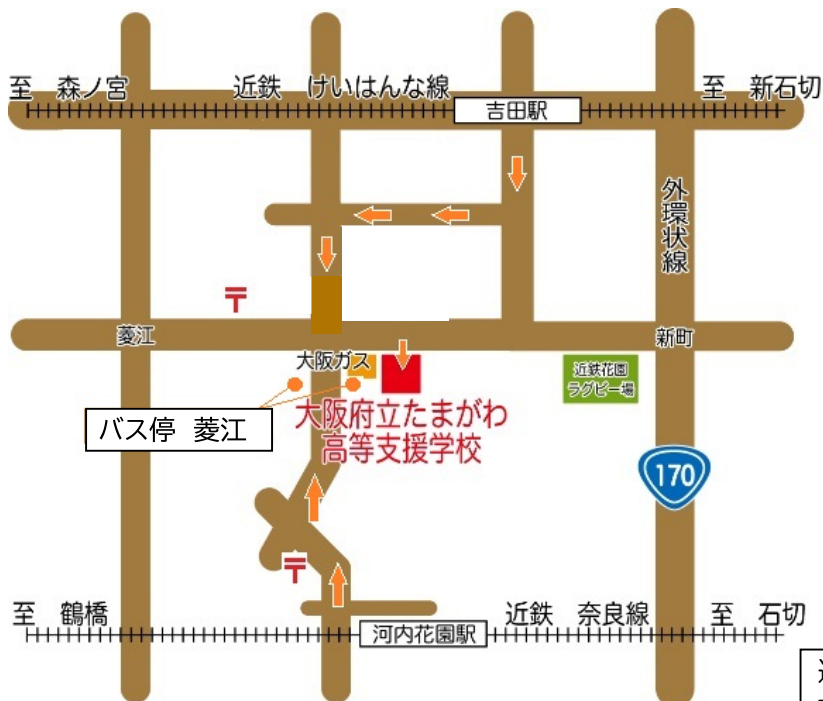 至 森ノ宮
近鉄 けいはんな線
至 新石切
吉田駅
外環状線
〒
菱江
新町
大阪ガス
近鉄花園
ラグビー場
大阪府立たまがわ
高等支援学校
バス停 菱江
170
〒
至 鶴橋
近鉄 奈良線
至 石切
河内花園駅